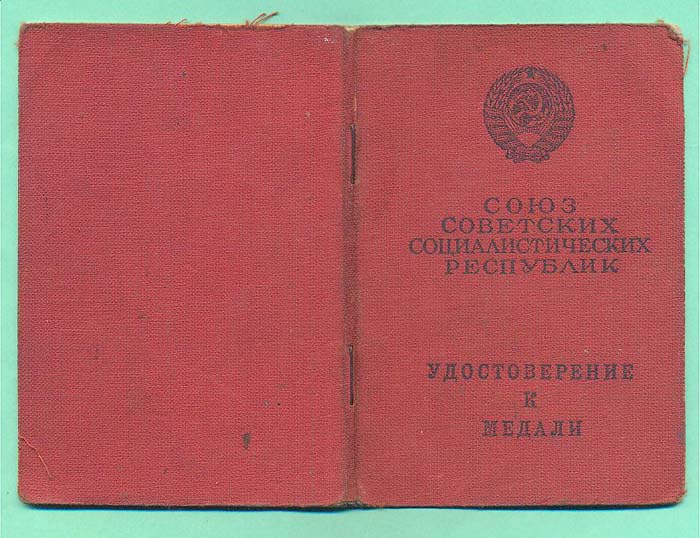 СОЮЗ
СОВЕТСКИХ
СОЦИАЛИСТИЧЕСКИХ
РЕСПУБЛИК
УДОСТОВЕРЕНИЕ
К
МЕДАЛИ